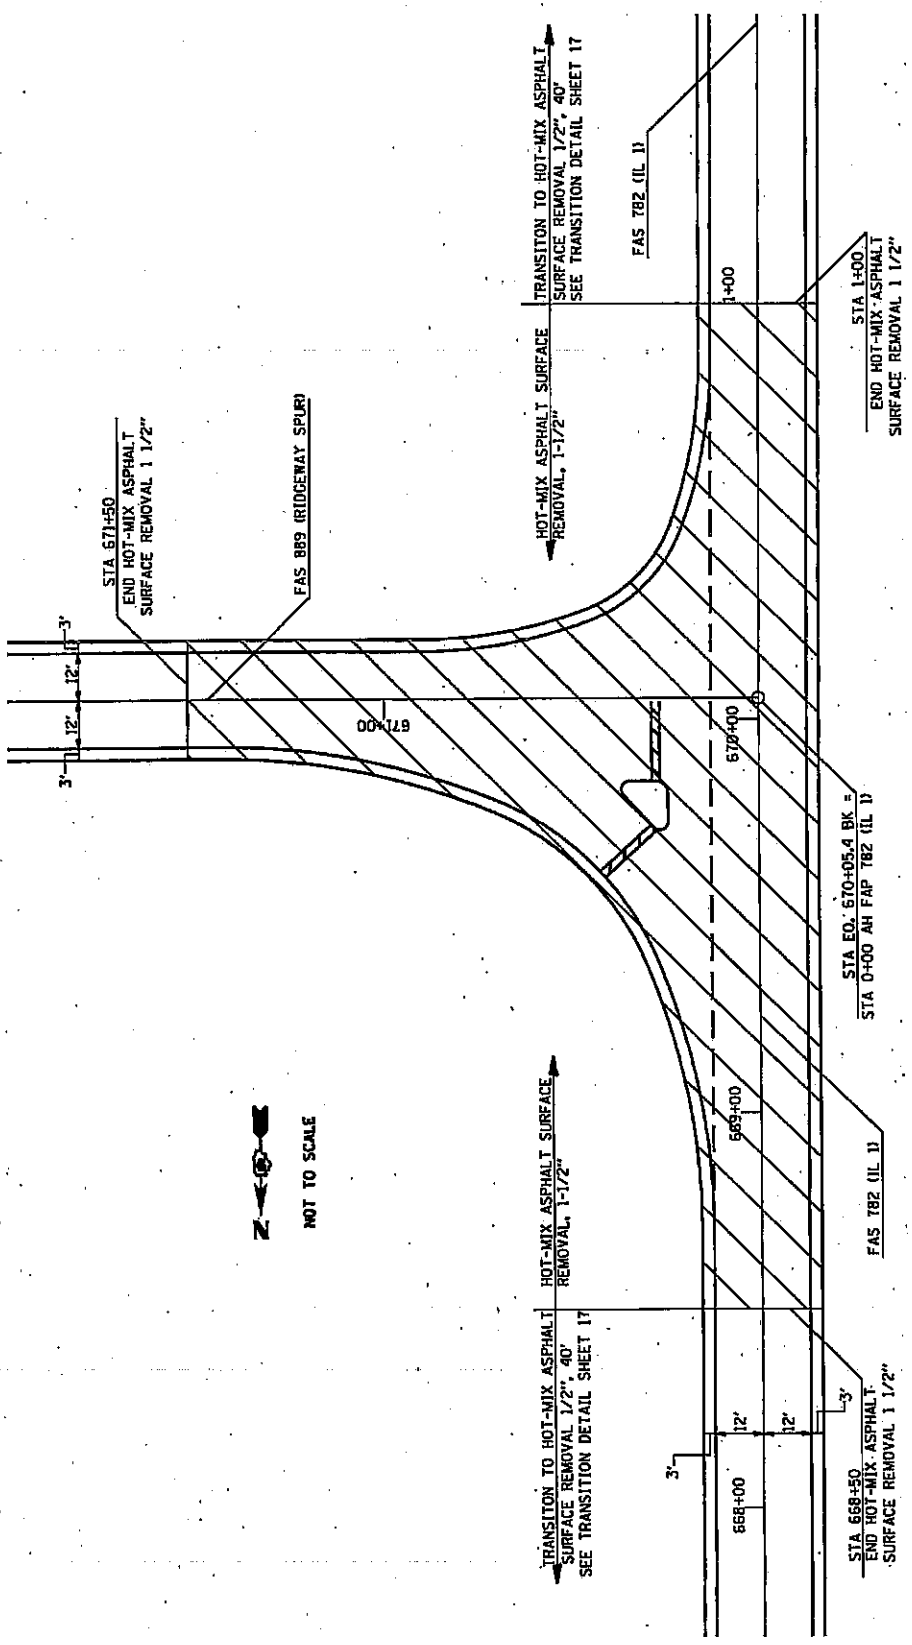 TRANSITON TO HOT-MIX ASPHALT
SURFACE REMOVAL 1/2", 40'
SEE TRANSITION DETAIL SHEET 17
HOT-MIX ASPHALT SURFACE
REMOVAL, 1-1/2"
HOT-MIX ASPHALT SURFACE
REMOVAL, 1-1/2"
TRANSITON TO HOT-MIX ASPHALT
SURFACE REMOVAL 1/2", 40'
SEE TRANSITION DETAIL SHEET 17
STA 671+50
END HOT-MIX ASPHALT
SURFACE REMOVAL 1 1/2"
FAS 889 (RIDGEWAY SPUR)
3'
12'
12'
3'
671+00
N
NOT TO SCALE
FAS 782 (IL 1)
3'
12'
12'
3'
668+00
669+00
670+00
1+00
STA 668+50
END HOT-MIX ASPHALT
SURFACE REMOVAL 1 1/2"
FAS 782 (IL 1)
STA EQ. 670+05.4 BK =
STA 0+00 AH FAP 782 (IL 1)
STA 1+00
END HOT-MIX ASPHALT
SURFACE REMOVAL 1 1/2"